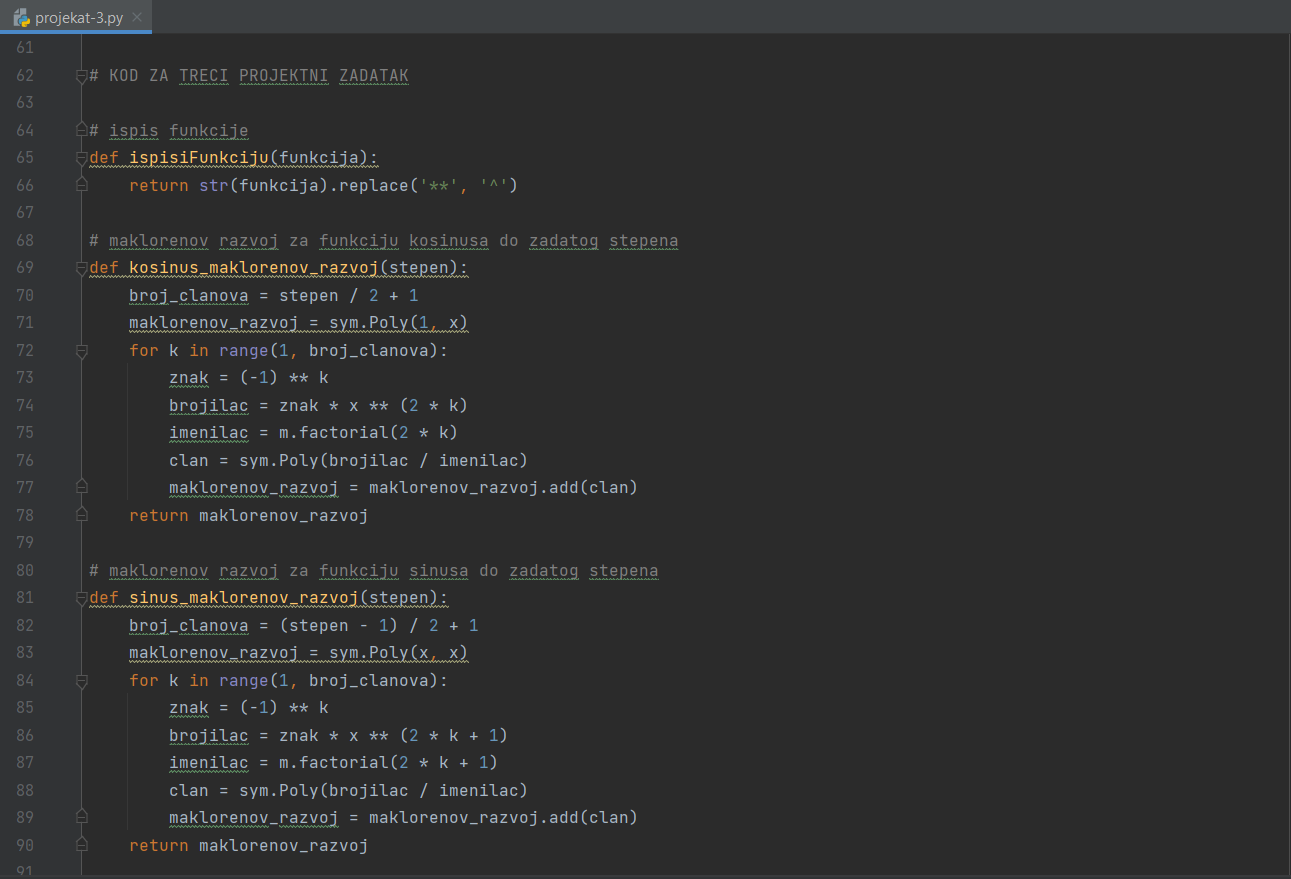 projekat-3.py
61
62 # KOD ZA TRECI PROJEKTNI ZADATAK
63
64 # ispis funkcije
65 def ispisiFunkciju(funkcija):
66     return str(funkcija).replace('**', '^')
67
68 # maklorenov razvoj za funkciju kosinusa do zadatog stepena
69 def kosinus_maklorenov_razvoj(stepen):
70     broj_clanova = stepen / 2 + 1
71     maklorenov_razvoj = sym.Poly(1, x)
72     for k in range(1, broj_clanova):
73         znak = (-1) ** k
74         brojilac = znak * x ** (2 * k)
75         imenilac = m.factorial(2 * k)
76         clan = sym.Poly(brojilac / imenilac)
77         maklorenov_razvoj = maklorenov_razvoj.add(clan)
78     return maklorenov_razvoj
79
80 # maklorenov razvoj za funkciju sinusa do zadatog stepena
81 def sinus_maklorenov_razvoj(stepen):
82     broj_clanova = (stepen - 1) / 2 + 1
83     maklorenov_razvoj = sym.Poly(x, x)
84     for k in range(1, broj_clanova):
85         znak = (-1) ** k
86         brojilac = znak * x ** (2 * k + 1)
87         imenilac = m.factorial(2 * k + 1)
88         clan = sym.Poly(brojilac / imenilac)
89         maklorenov_razvoj = maklorenov_razvoj.add(clan)
90     return maklorenov_razvoj
91